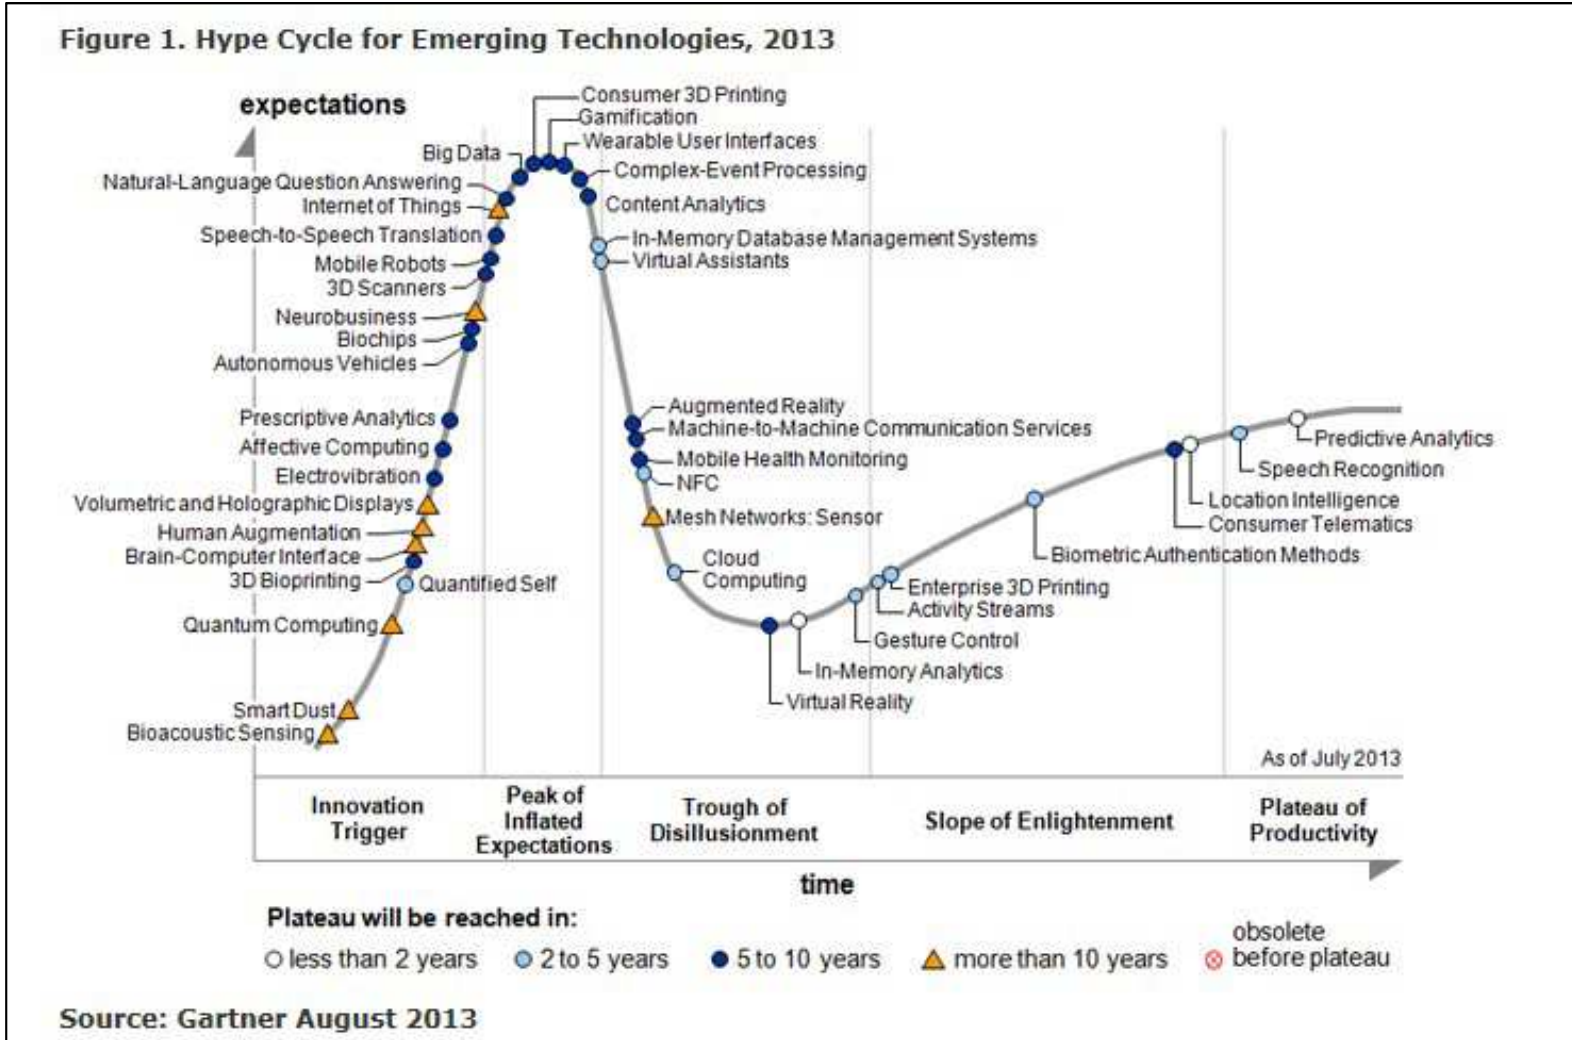 Figure 1. Hype Cycle for Emerging Technologies, 2013
expectations
Consumer 3D Printing
Gamification
Wearable User Interfaces
Big Data
Complex-Event Processing
Natural-Language Question Answering
Internet of Things
Content Analytics
Speech-to-Speech Translation
In-Memory Database Management Systems
Mobile Robots
Virtual Assistants
3D Scanners
Neurobusiness
Biochips
Autonomous Vehicles
Prescriptive Analytics
Affective Computing
Electrovibration
Volumetric and Holographic Displays
Human Augmentation
Brain-Computer Interface
3D Bioprinting
Quantified Self
Quantum Computing
Smart Dust
Bioacoustic Sensing
Augmented Reality
Machine-to-Machine Communication Services
Mobile Health Monitoring
NFC
Mesh Networks: Sensor
Cloud
Computing
Predictive Analytics
Speech Recognition
Location Intelligence
Consumer Telematics
Biometric Authentication Methods
Enterprise 3D Printing
Activity Streams
Gesture Control
In-Memory Analytics
Virtual Reality
As of July 2013
Innovation
Trigger
Peak of
Inflated
Expectations
Trough of
Disillusionment
Slope of Enlightenment
Plateau of
Productivity
time
Plateau will be reached in:
less than 2 years
2 to 5 years
5 to 10 years
more than 10 years
obsolete
before plateau
Source: Gartner August 2013